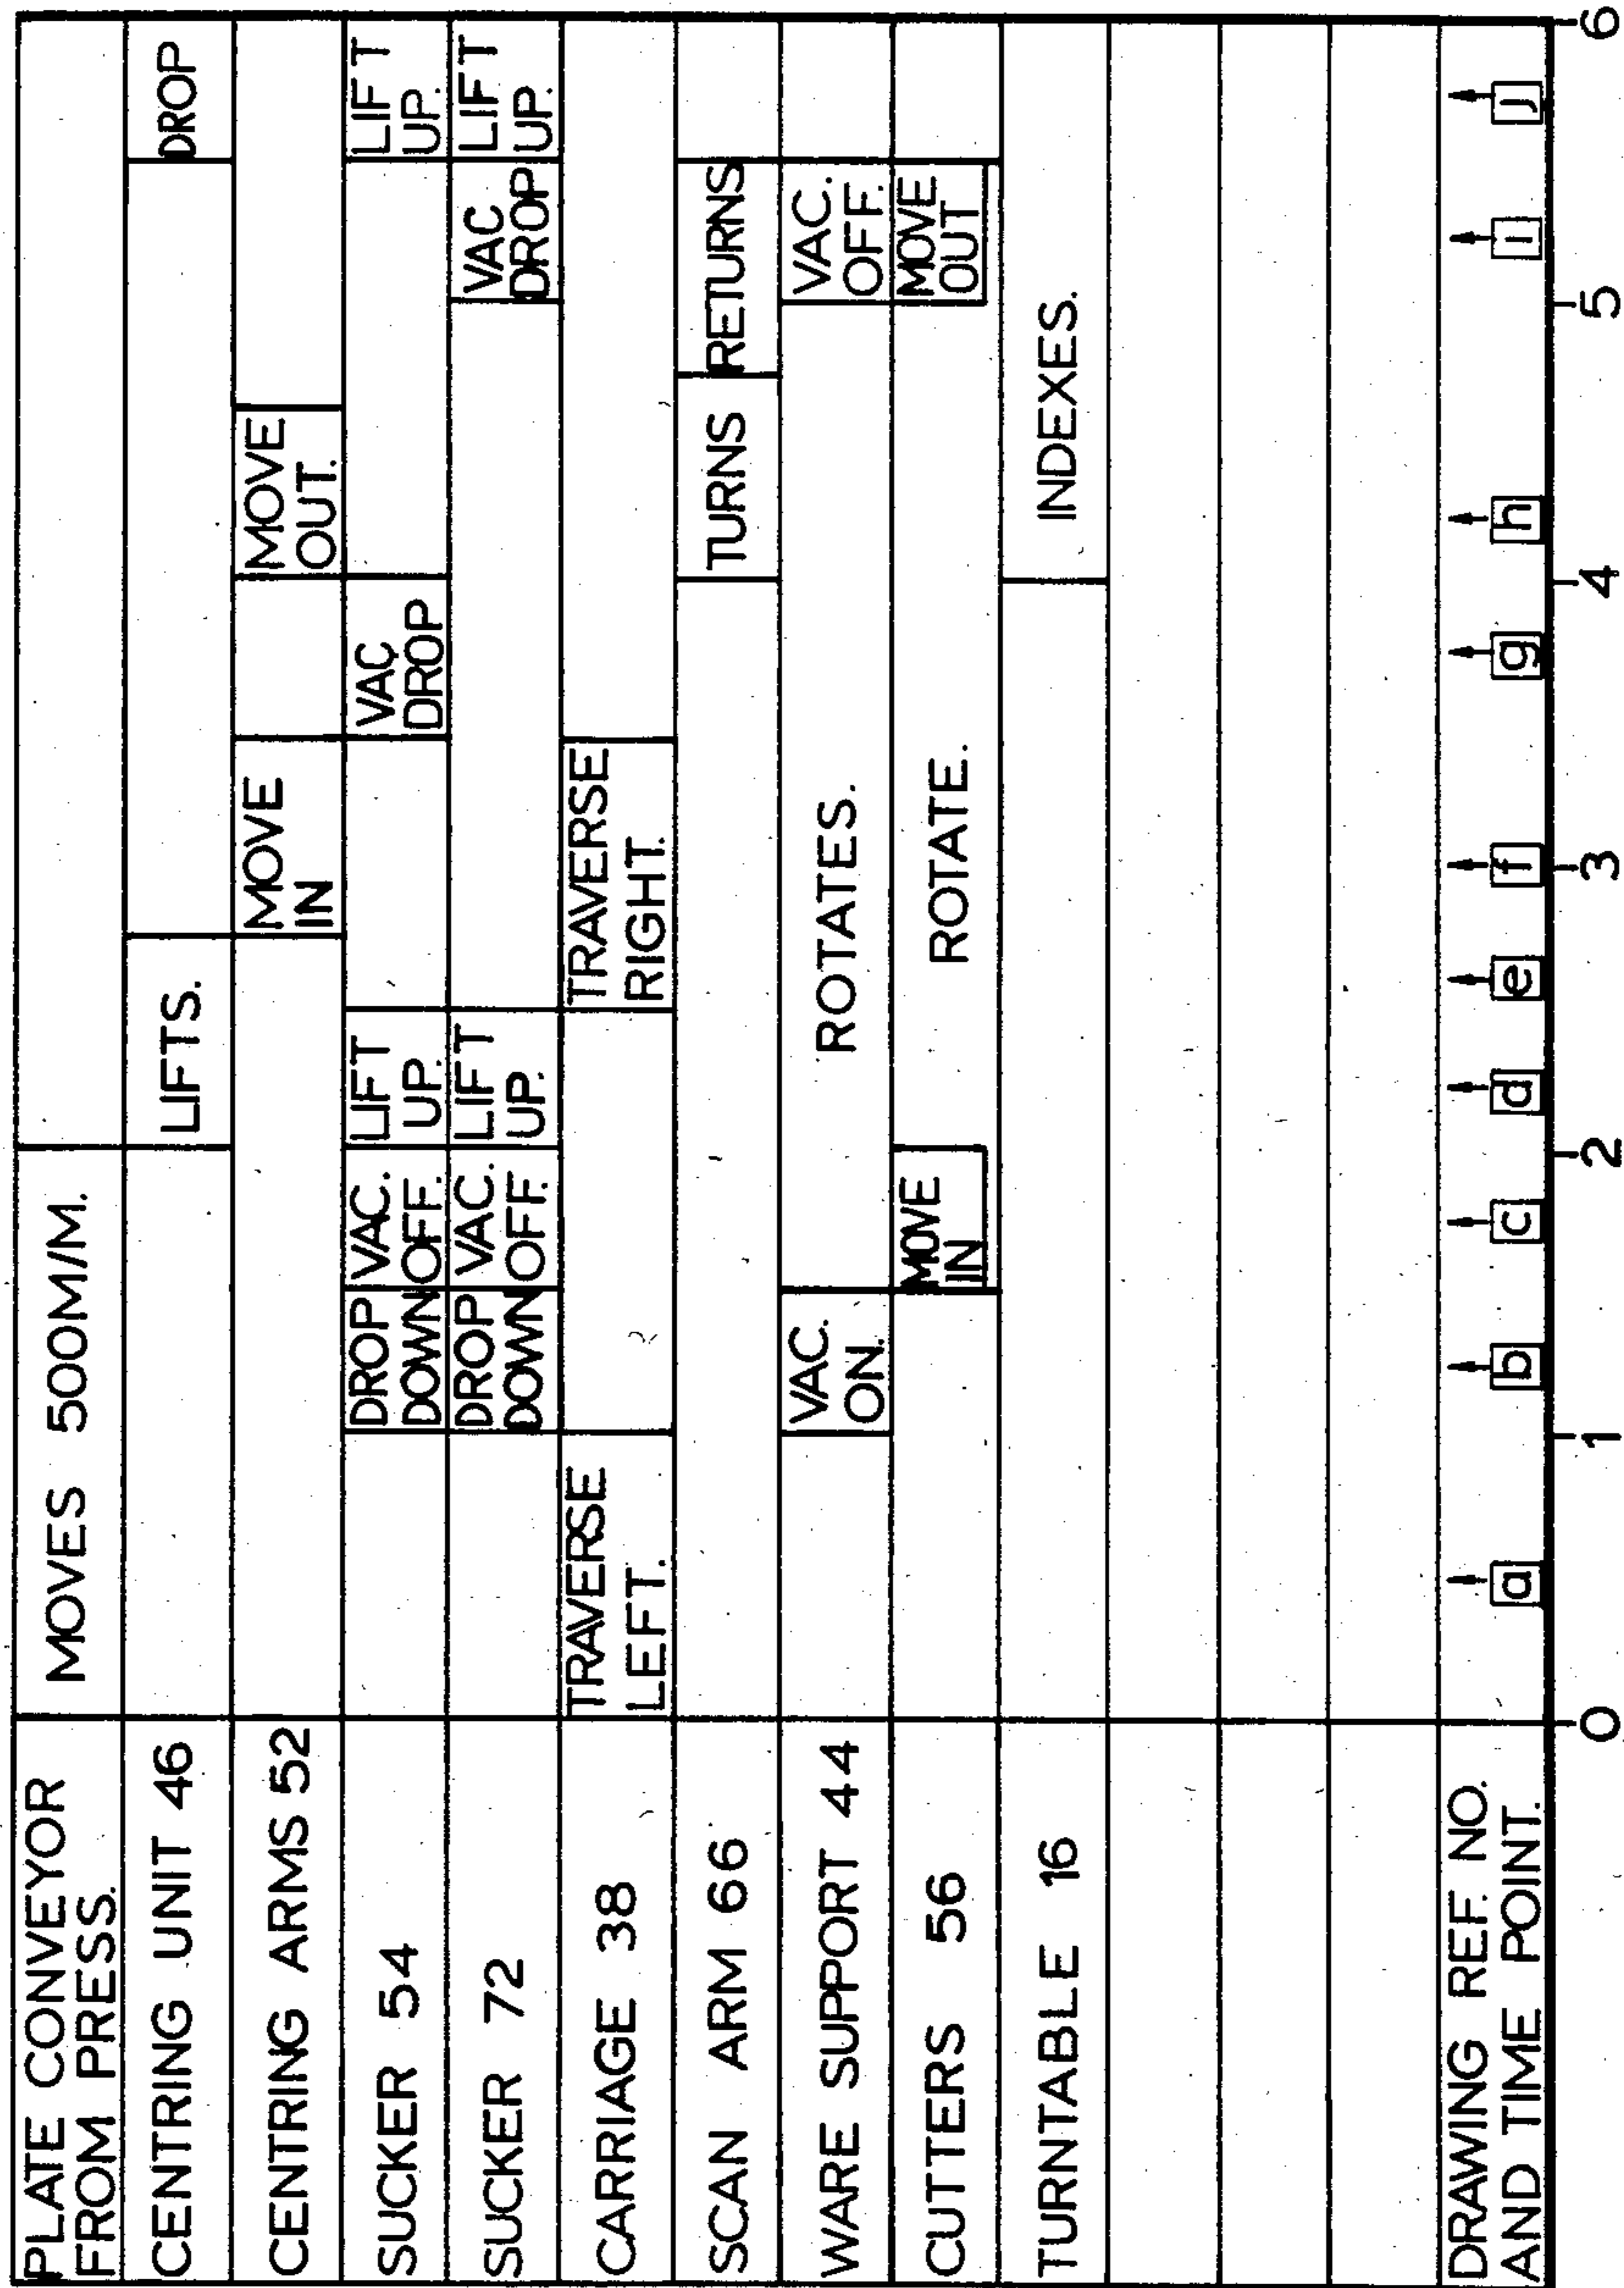 PLATE CONVEYOR
FROM PRESS.
MOVES 500M/M.
CENTRING UNIT 46
LIFTS.
DROP
CENTRING ARMS 52
MOVE
IN
MOVE
OUT.
SUCKER 54
DROP
DOWN
VAC.
OFF.
LIFT
UP.
VAC
DROP
LIFT
UP.
SUCKER 72
DROP
DOWN
VAC.
OFF.
LIFT
UP.
VAC
DROP
LIFT
UP.
CARRIAGE 38
TRAVERSE
LEFT.
TRAVERSE
RIGHT.
SCAN ARM 66
TURNS
RETURNS
WARE SUPPORT 44
VAC.
ON.
ROTATES.
VAC.
OFF.
CUTTERS 56
MOVE
IN
ROTATE.
MOVE
OUT
TURNTABLE 16
INDEXES.
DRAWING REF. NO.
AND TIME POINT.
a b c d e f g h i j
0 1 2 3 4 5 6